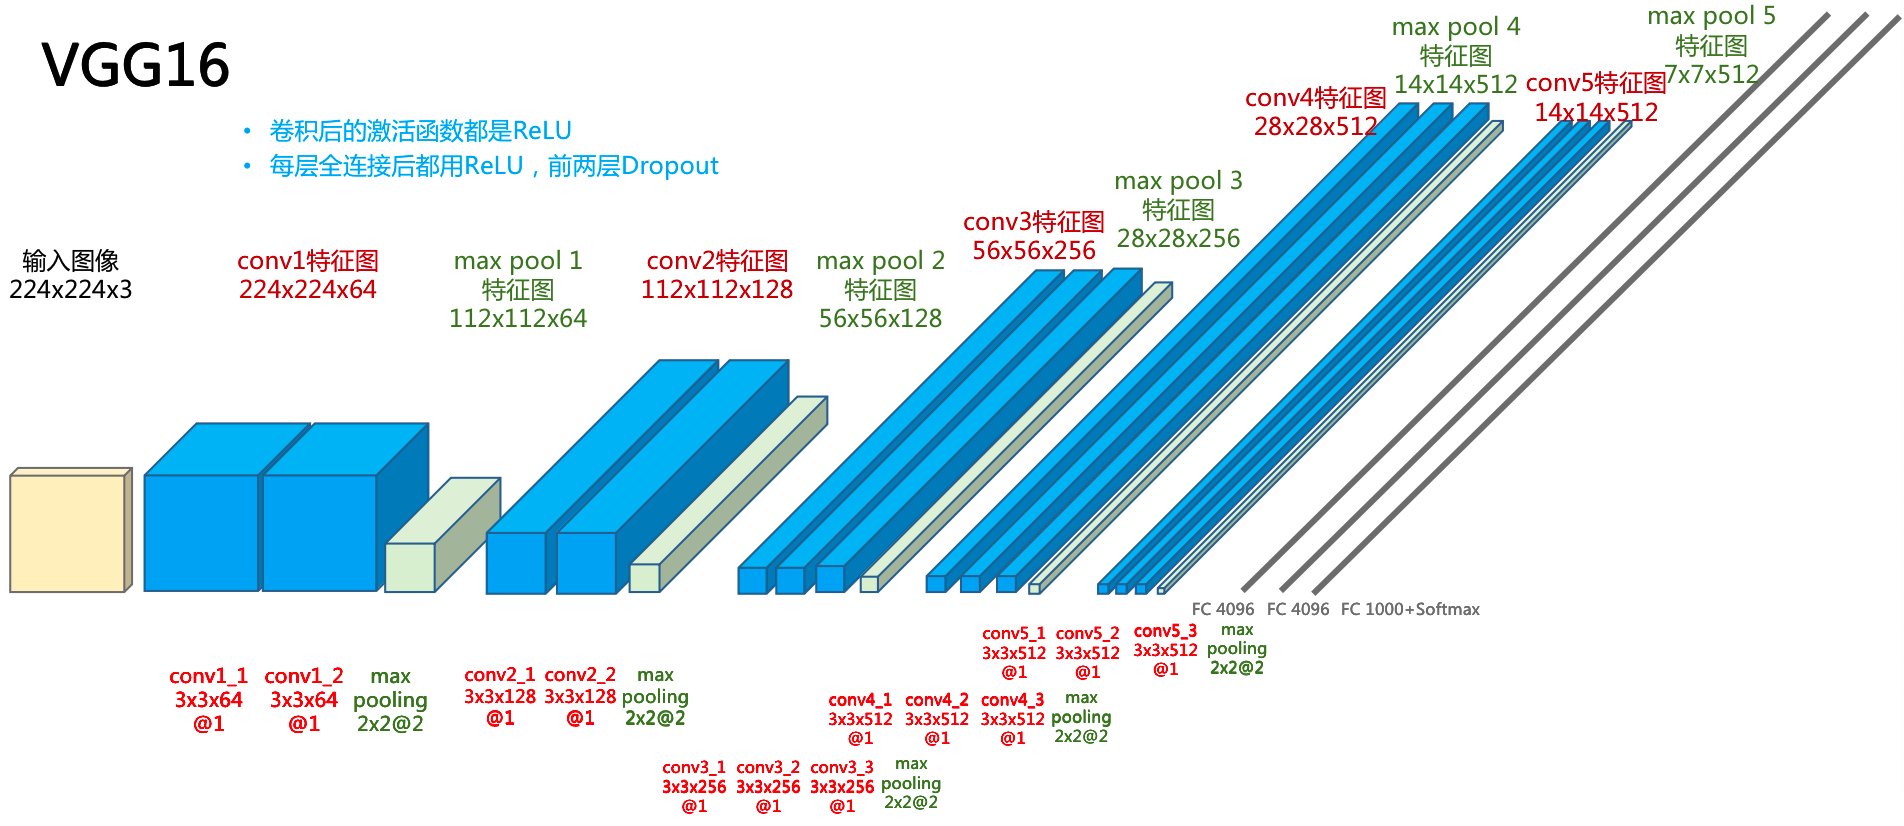 VGG16
• 卷积后的激活函数都是ReLU
• 每层全连接后都用ReLU，前两层Dropout
输入图像
224x224x3
conv1特征图
224x224x64
max pool 1
特征图
112x112x64
conv2特征图
112x112x128
max pool 2
特征图
56x56x128
conv3特征图
56x56x256
max pool 3
特征图
28x28x256
conv4特征图
28x28x512
max pool 4
特征图
14x14x512
conv5特征图
14x14x512
max pool 5
特征图
7x7x512
FC 4096
FC 4096
FC 1000+Softmax
conv1_1
3x3x64
@1
conv1_2
3x3x64
@1
max
pooling
2x2@2
conv2_1
3x3x128
@1
conv2_2
3x3x128
@1
max
pooling
2x2@2
conv3_1
3x3x256
@1
conv3_2
3x3x256
@1
conv3_3
3x3x256
@1
max
pooling
2x2@2
conv4_1
3x3x512
@1
conv4_2
3x3x512
@1
conv4_3
3x3x512
@1
max
pooling
2x2@2
conv5_1
3x3x512
@1
conv5_2
3x3x512
@1
conv5_3
3x3x512
@1
max
pooling
2x2@2